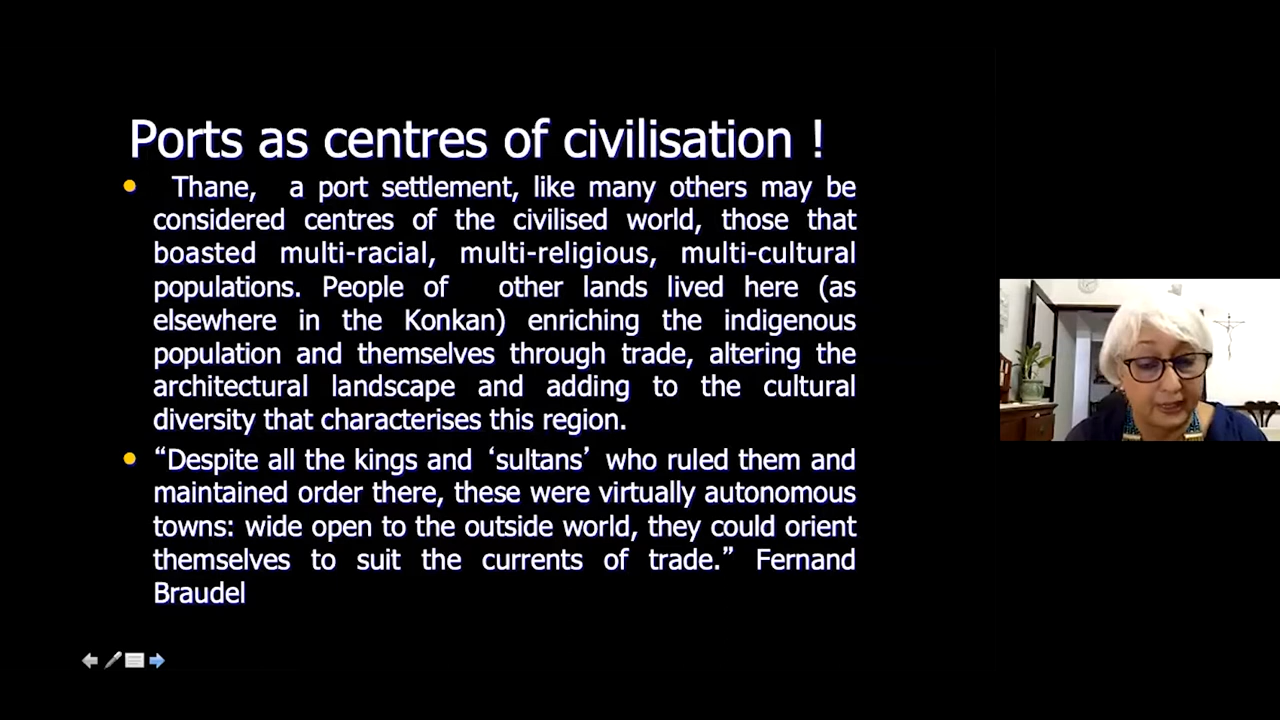 Ports as centres of civilisation !
Thane, a port settlement, like many others may be
considered centres of the civilised world, those that
boasted multi-racial, multi-religious, multi-cultural
populations. People of other lands lived here (as
elsewhere in the Konkan) enriching the indigenous
population and themselves through trade, altering the
architectural landscape and adding to the cultural
diversity that characterises this region.
“Despite all the kings and ‘sultans’ who ruled them and
maintained order there, these were virtually autonomous
towns: wide open to the outside world, they could orient
themselves to suit the currents of trade.” Fernand
Braudel